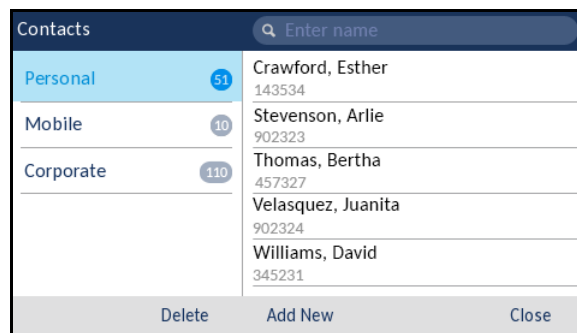 Contacts
Enter name
Personal 51
Mobile 10
Corporate 110
Crawford, Esther
143534
Stevenson, Arlie
902323
Thomas, Bertha
457327
Velasquez, Juanita
902324
Williams, David
345231
Delete Add New Close